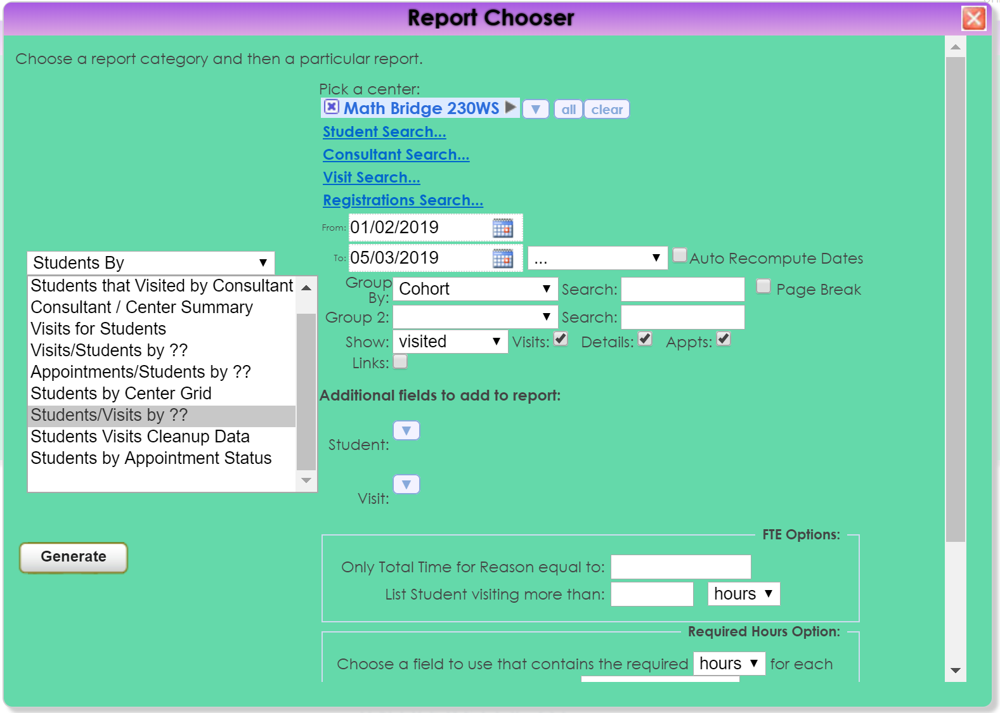 Report Chooser
Choose a report category and then a particular report.
Pick a center:
Math Bridge 230WS
all
clear
Student Search...
Consultant Search...
Visit Search...
Registrations Search...
From: 01/02/2019
To: 05/03/2019 ... Auto Recompute Dates
Students By
Students that Visited by Consultant
Consultant / Center Summary
Visits for Students
Visits/Students by ??
Appointments/Students by ??
Students by Center Grid
Students/Visits by ??
Students Visits Cleanup Data
Students by Appointment Status
Generate
Group By: Cohort Search: Page Break
Group 2: Search:
Show: visited Visits: Details: Appts:
Links:
Additional fields to add to report:
Student:
Visit:
FTE Options:
Only Total Time for Reason equal to:
List Student visiting more than: hours
Required Hours Option:
Choose a field to use that contains the required hours for each